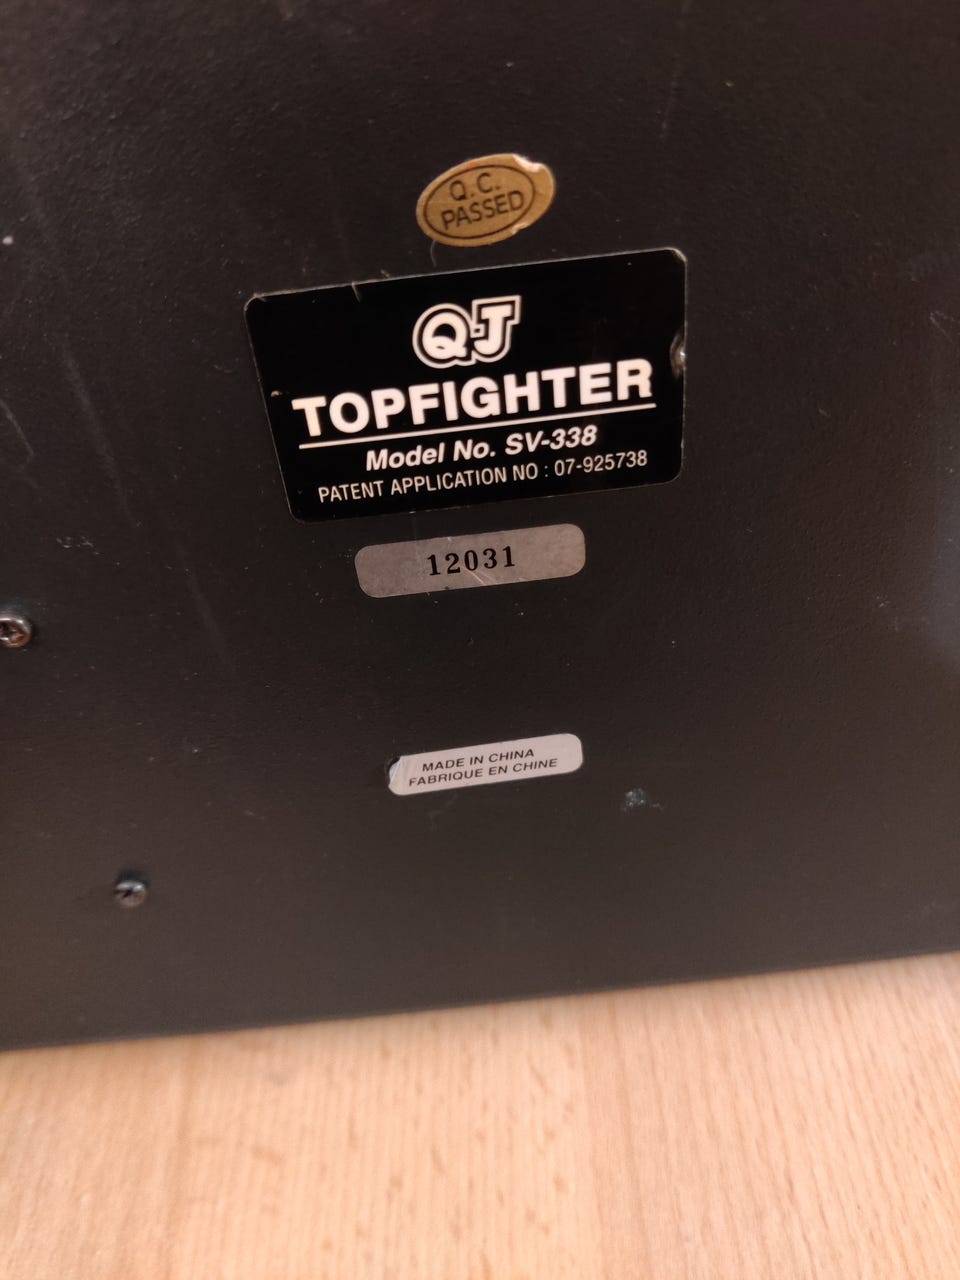 Q.C.
PASSED
QJ
TOPFIGHTER
Model No. SV-338
PATENT APPLICATION NO : 07-925738
12031
MADE IN CHINA
FABRIQUE EN CHINE